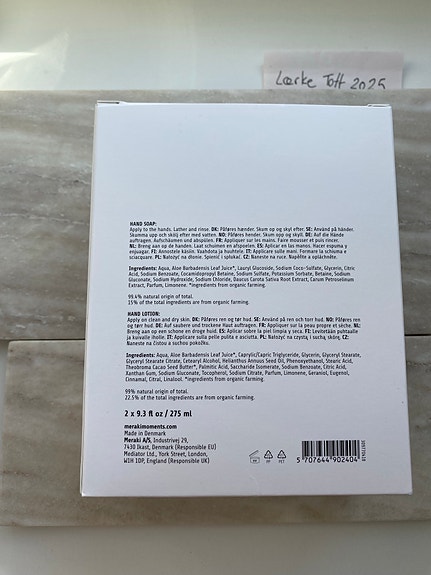 Lærke Toft 2025
HAND SOAP:
Apply to the hands. Lather and rinse. DK: Påføres hænder. Skum op og skyl efter. SE: Använd på händer.
Skumma upp och skölj efter med vatten. NO: Påføres hender. Skum opp og skyll. DE: Auf die Hände
auftragen. Aufschäumen und abspülen. FR: Appliquer sur les mains. Faire mousser et puis rincer.
NL: Breng aan op de handen. Laat schuimen en afspoelen. ES: Aplicar en las manos. Hacer espuma y
enjuagar. FI: Annostele käsiin. Vaahdota ja huuhtele. IT: Applicare sulle mani. Formare la schiuma e
sciacquare. PL: Nałożyć na dłonie. Spienić i spłukać. CZ: Naneste na ruce. Napěňte a opláchněte.
Ingredients: Aqua, Aloe Barbadensis Leaf Juice*, Lauryl Glucoside, Sodium Coco-Sulfate, Glycerin, Citric
Acid, Sodium Benzoate, Cocamidopropyl Betaine, Sodium Sulfate, Potassium Sorbate, Betaine, Sodium
Gluconate, Sodium Hydroxide, Sodium Chloride, Daucus Carota Sativa Root Extract, Carum Petroselinum
Extract, Parfum, Limonene. *Ingredients from organic farming.
99.4% natural origin of total.
15% of the total ingredients are from organic farming.
HAND LOTION:
Apply on clean and dry skin. DK: Påføres ren og tør hud. SE: Använd på ren och torr hud. NO: Påføres ren
og tørr hud. DE: Auf saubere und trockene Haut auftragen. FR: Appliquer sur la peau propre et sèche. NL:
Breng aan op een schone en droge huid. ES: Aplicar sobre la piel limpia y seca. FI: Levitetään puhtaalle
ja kuivalle iholle. IT: Applicare sulla pelle pulita e asciutta. PL: Nałożyć na czystą i suchą skórę. CZ:
Naneste na čistou a suchou pokožku.
Ingredients: Aqua, Aloe Barbadensis Leaf Juice*, Caprylic/Capric Triglyceride, Glycerin, Glyceryl Stearate,
Glyceryl Stearate Citrate, Cetearyl Alcohol, Helianthus Annuus Seed Oil, Phenoxyethanol, Stearic Acid,
Theobroma Cacao Seed Butter*, Palmitic Acid, Saccharide Isomerate, Sodium Benzoate, Citric Acid,
Xanthan Gum, Sodium Gluconate, Tocopherol, Sodium Citrate, Parfum, Limonene, Geraniol, Eugenol,
Cinnamal, Citral, Linalool. *Ingredients from organic farming.
99% natural origin of total.
22.5% of the total ingredients are from organic farming.
2 x 9.3 fl oz / 275 ml
merakimoments.com
Made in Denmark
Meraki A/S, Industrivej 29,
7430 Ikast, Denmark (Responsible EU)
Mediator Ltd., York Street, London,
W1H 1DP, England (Responsible UK)
PAP
PET
5 707644 902404